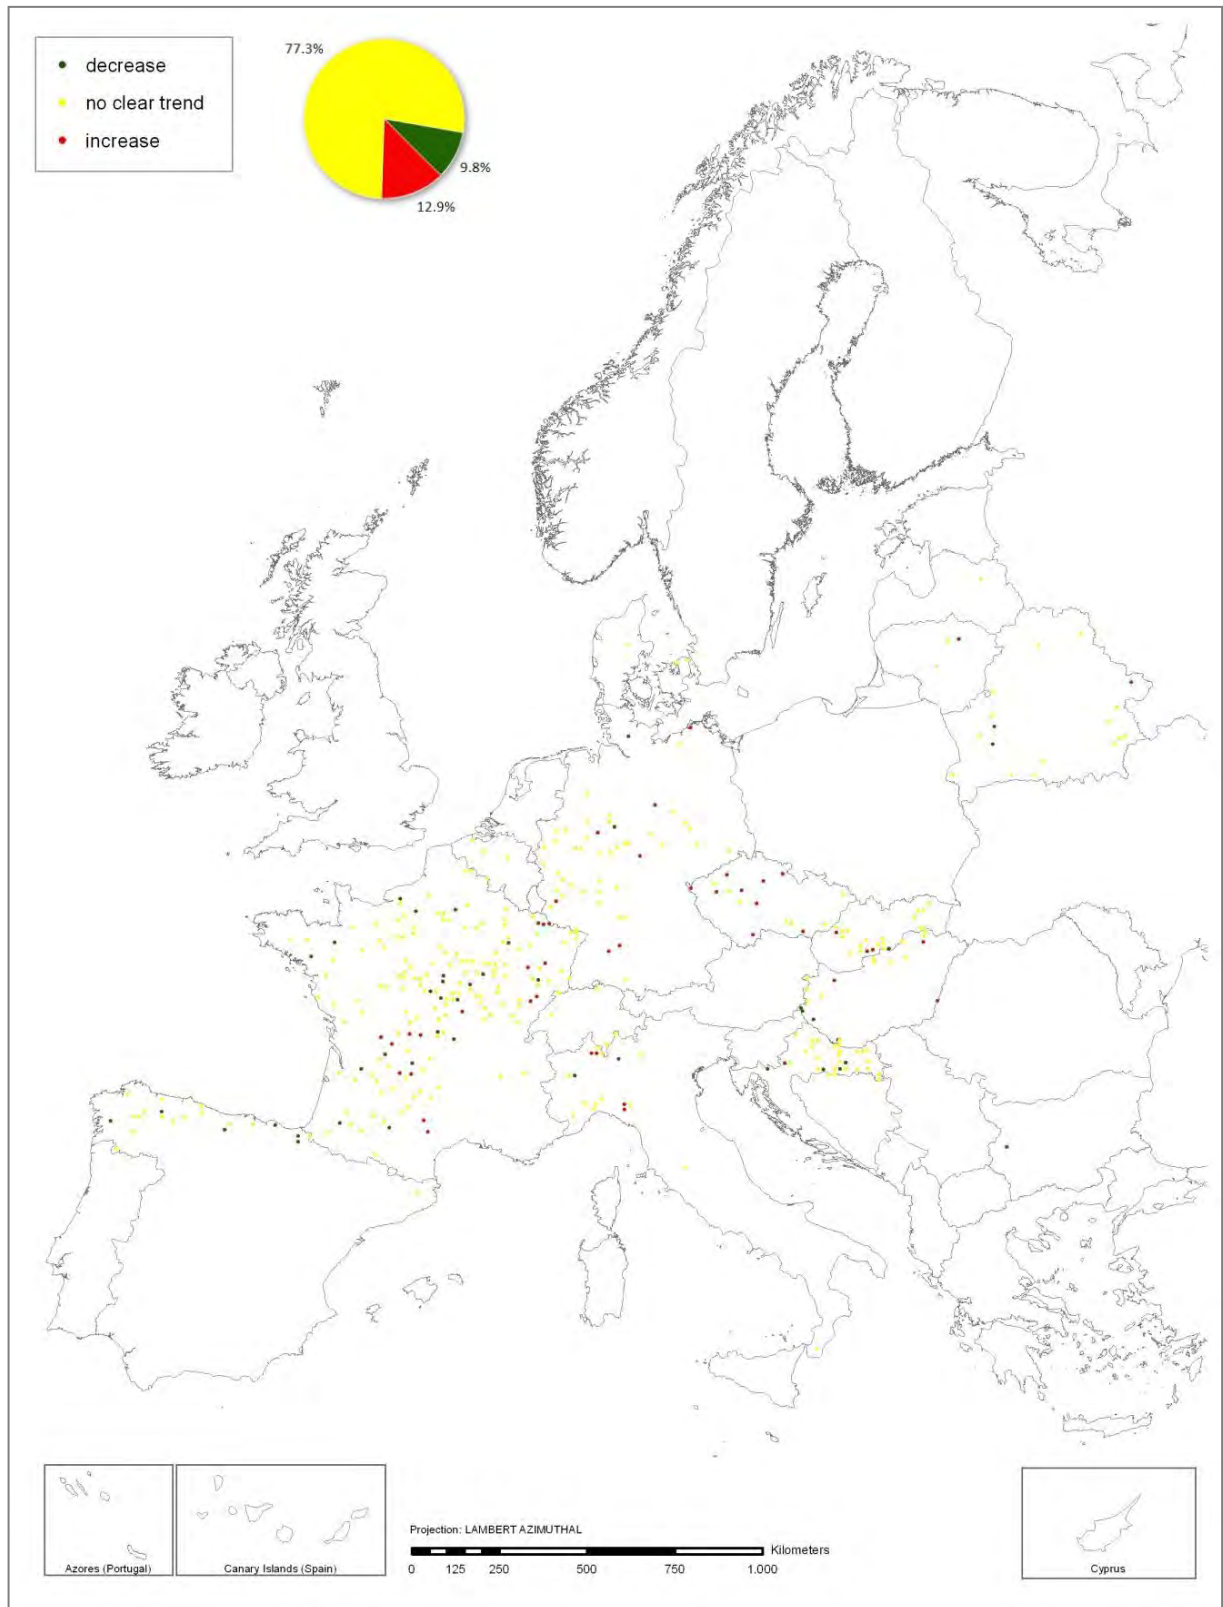 decrease
no clear trend
increase
77.3%
9.8%
12.9%
Azores (Portugal)
Canary Islands (Spain)
Projection: LAMBERT AZIMUTHAL
Kilometers
0 125 250 500 750 1.000
Cyprus